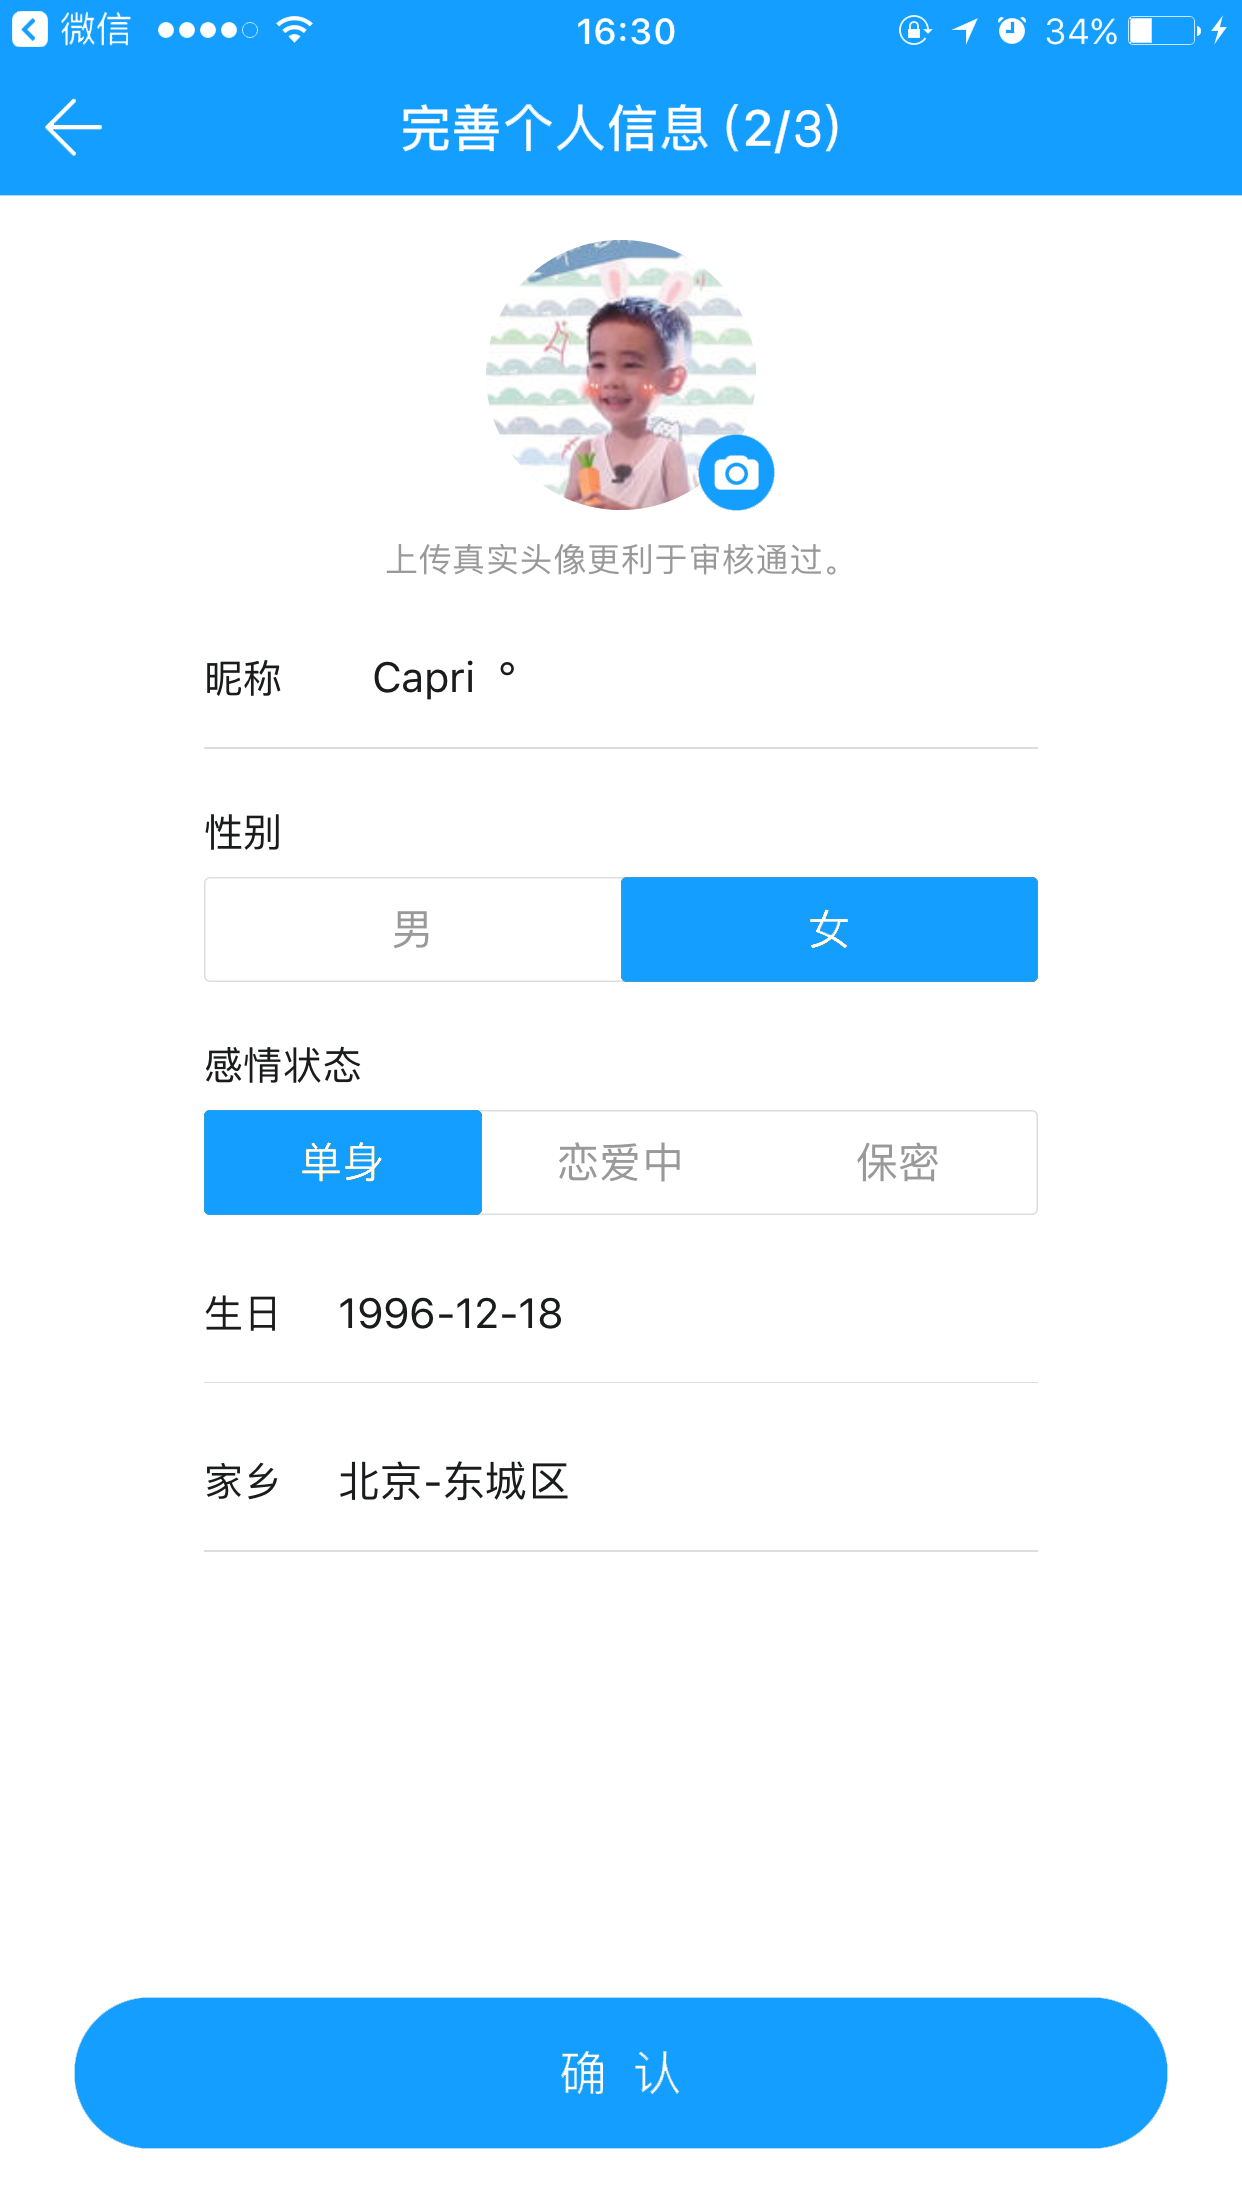 微信 16:30 34%
完善个人信息 (2/3)
上传真实头像更利于审核通过。
昵称 Capri °
性别
男 女
感情状态
单身 恋爱中 保密
生日 1996-12-18
家乡 北京-东城区
确 认